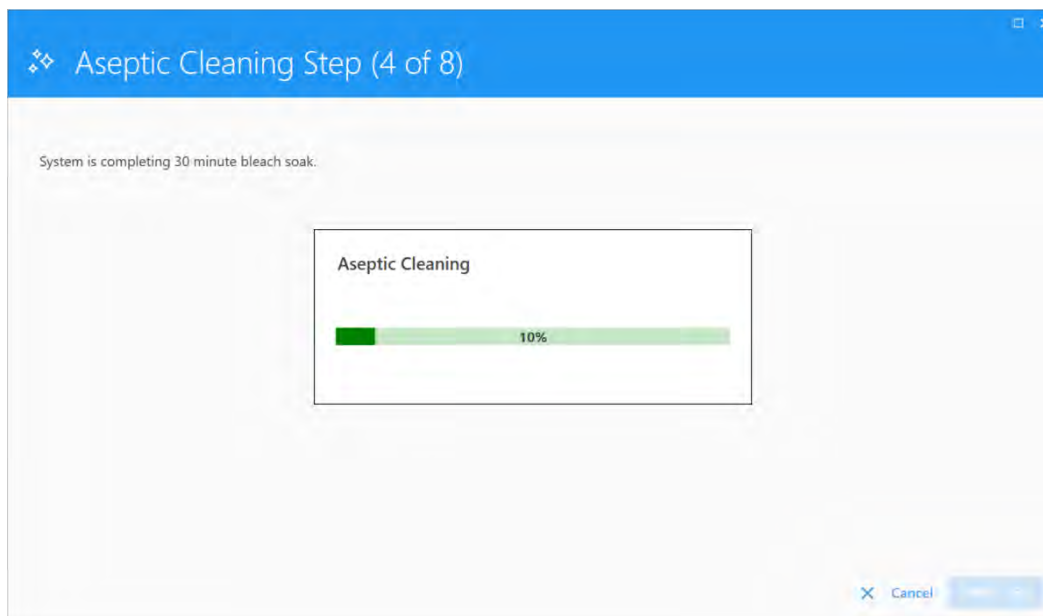 Aseptic Cleaning Step (4 of 8)
System is completing 30 minute bleach soak.
Aseptic Cleaning
10%
Cancel